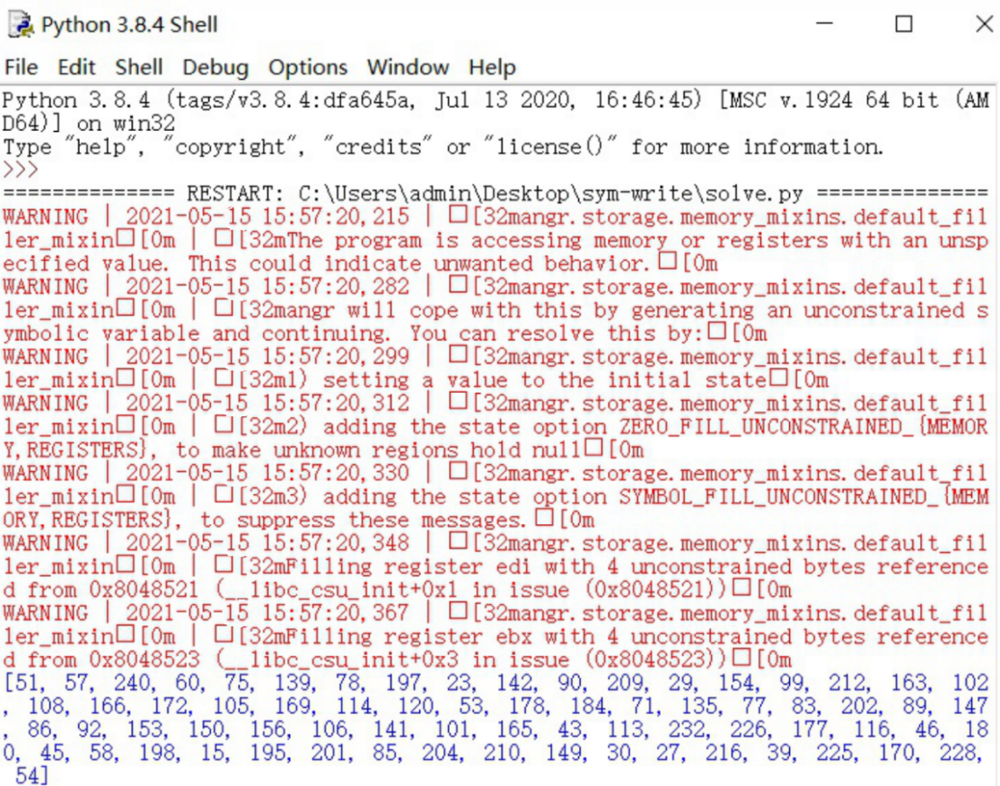 Python 3.8.4 Shell
File Edit Shell Debug Options Window Help
Python 3.8.4 (tags/v3.8.4:dfa645a, Jul 13 2020, 16:46:45) [MSC v.1924 64 bit (AM
D64)] on win32
Type "help", "copyright", "credits" or "license()" for more information.
>>>
============== RESTART: C:\Users\admin\Desktop\sym-write\solve.py ==============
WARNING | 2021-05-15 15:57:20,215 | □[32mangr.storage.memory_mixins.default_fil
ler_mixin□[0m | □[32mThe program is accessing memory or registers with an unsp
ecified value. This could indicate unwanted behavior.□[0m
WARNING | 2021-05-15 15:57:20,282 | □[32mangr.storage.memory_mixins.default_fil
ler_mixin□[0m | □[32mangr will cope with this by generating an unconstrained s
ymbolic variable and continuing. You can resolve this by:□[0m
WARNING | 2021-05-15 15:57:20,299 | □[32mangr.storage.memory_mixins.default_fil
ler_mixin□[0m | □[32m1) setting a value to the initial state□[0m
WARNING | 2021-05-15 15:57:20,312 | □[32mangr.storage.memory_mixins.default_fil
ler_mixin□[0m | □[32m2) adding the state option ZERO_FILL_UNCONSTRAINED_{MEMOR
Y,REGISTERS}, to make unknown regions hold null□[0m
WARNING | 2021-05-15 15:57:20,330 | □[32mangr.storage.memory_mixins.default_fil
ler_mixin□[0m | □[32m3) adding the state option SYMBOL_FILL_UNCONSTRAINED_{MEM
ORY,REGISTERS}, to suppress these messages.□[0m
WARNING | 2021-05-15 15:57:20,348 | □[32mangr.storage.memory_mixins.default_fil
ler_mixin□[0m | □[32mFilling register edi with 4 unconstrained bytes reference
d from 0x8048521 (__libc_csu_init+0x1 in issue (0x8048521))□[0m
WARNING | 2021-05-15 15:57:20,367 | □[32mangr.storage.memory_mixins.default_fil
ler_mixin□[0m | □[32mFilling register ebx with 4 unconstrained bytes reference
d from 0x8048523 (__libc_csu_init+0x3 in issue (0x8048523))□[0m
[51, 57, 240, 60, 75, 139, 78, 197, 23, 142, 90, 209, 29, 154, 99, 212, 163, 102
, 108, 166, 172, 105, 169, 114, 120, 53, 178, 184, 71, 135, 77, 83, 202, 89, 147
, 86, 92, 153, 150, 156, 106, 141, 101, 165, 43, 113, 232, 226, 177, 116, 46, 18
0, 45, 58, 198, 15, 195, 201, 85, 204, 210, 149, 30, 27, 216, 39, 225, 170, 228,
54]